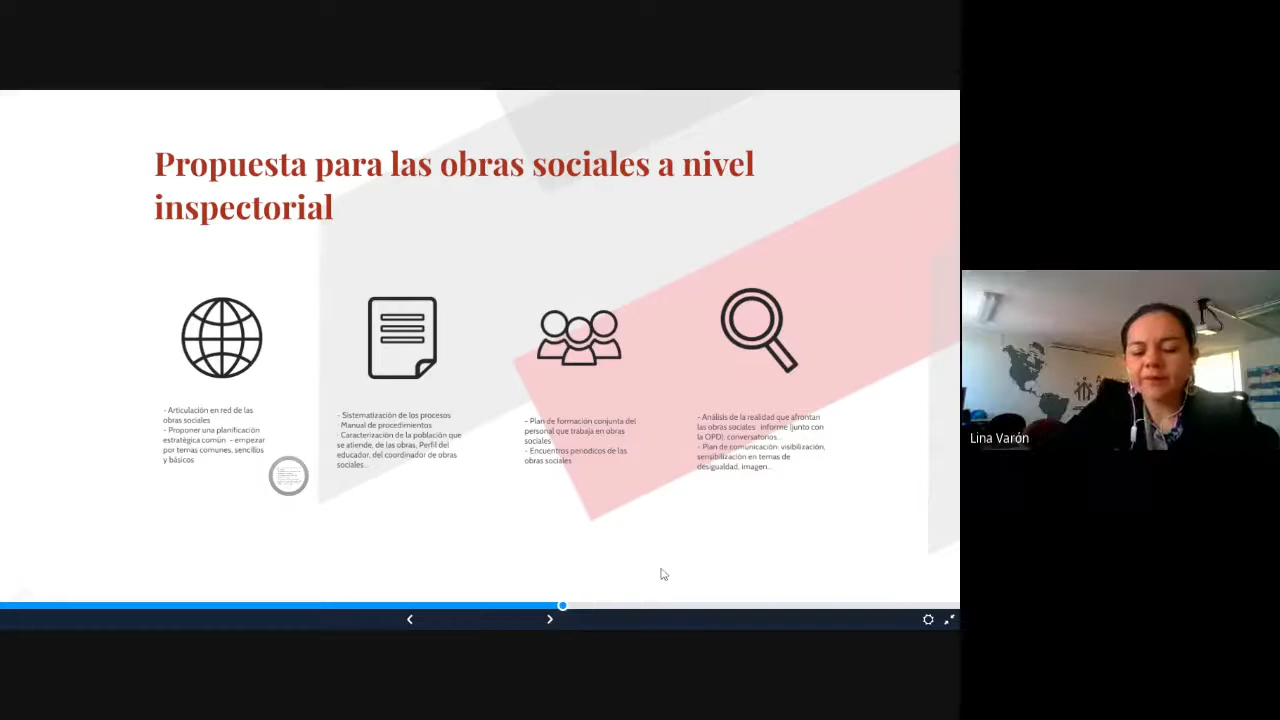 Propuesta para las obras sociales a nivel
inspectorial
- Articulación en red de las
obras sociales
- Proponer una planificación
estratégica común - empezar
por temas comunes, sencillos
y básicos
- Sistematización de los procesos
- Manual de procedimientos
- Caracterización de la población que
se atiende, de las obras, Perfil del
educador, del coordinador de obras
sociales...
- Plan de formación conjunta del
personal que trabaja en obras
sociales
- Encuentros periodicos de las
obras sociales
- Análisis de la realidad que afrontan
las obras sociales informe (junto con
la OPD), conversatorios...
- Plan de comunicación: visibilización,
sensibilización en temas de
desigualdad, imagen...
Lina Varón